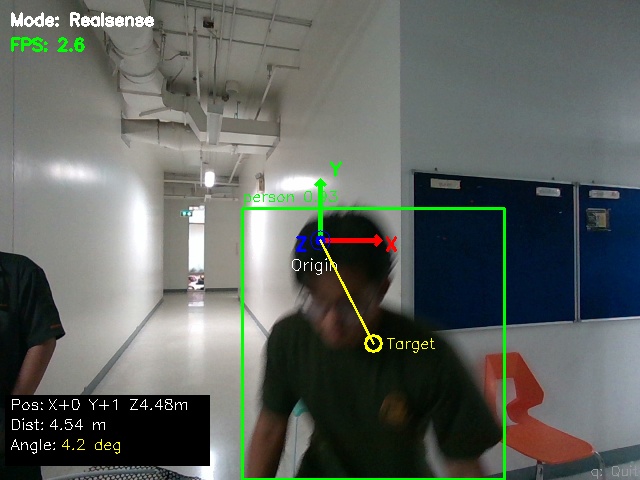 Mode: Realsense
FPS: 2.6
Y
person 0.93
Z
X
Origin
Target
Pos: X+0 Y+1 Z4.48m
Dist: 4.54 m
Angle: 4.2 deg
q: Quit